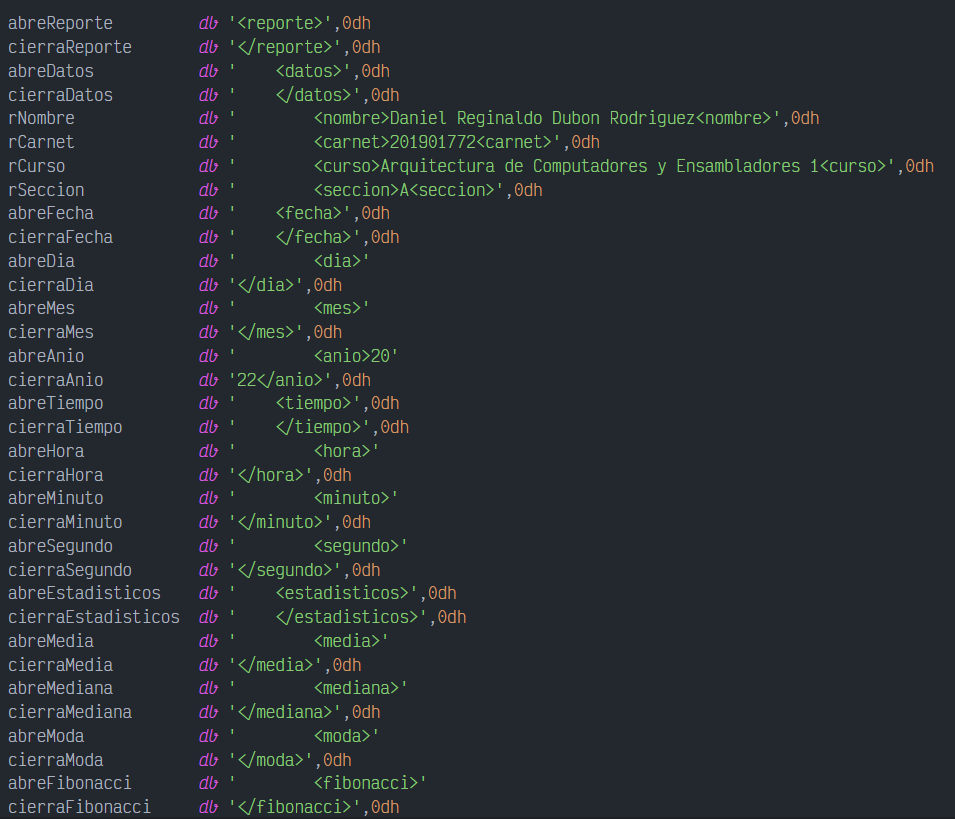 abreReporte         db '<reporte>',0dh
cierraReporte       db '</reporte>',0dh
abreDatos           db '    <datos>',0dh
cierraDatos         db '    </datos>',0dh
rNombre             db '        <nombre>Daniel Reginaldo Dubon Rodriguez<nombre>',0dh
rCarnet             db '        <carnet>201901772<carnet>',0dh
rCurso              db '        <curso>Arquitectura de Computadores y Ensambladores 1<curso>',0dh
rSeccion            db '        <seccion>A<seccion>',0dh
abreFecha           db '    <fecha>',0dh
cierraFecha         db '    </fecha>',0dh
abreDia             db '        <dia>'
cierraDia           db '</dia>',0dh
abreMes             db '        <mes>'
cierraMes           db '</mes>',0dh
abreAnio            db '        <anio>20'
cierraAnio          db '22</anio>',0dh
abreTiempo          db '    <tiempo>',0dh
cierraTiempo        db '    </tiempo>',0dh
abreHora            db '        <hora>'
cierraHora          db '</hora>',0dh
abreMinuto          db '        <minuto>'
cierraMinuto        db '</minuto>',0dh
abreSegundo         db '        <segundo>'
cierraSegundo       db '</segundo>',0dh
abreEstadisticos    db '    <estadisticos>',0dh
cierraEstadisticos  db '    </estadisticos>',0dh
abreMedia           db '        <media>'
cierraMedia         db '</media>',0dh
abreMediana         db '        <mediana>'
cierraMediana       db '</mediana>',0dh
abreModa            db '        <moda>'
cierraModa          db '</moda>',0dh
abreFibonacci       db '        <fibonacci>'
cierraFibonacci     db '</fibonacci>',0dh